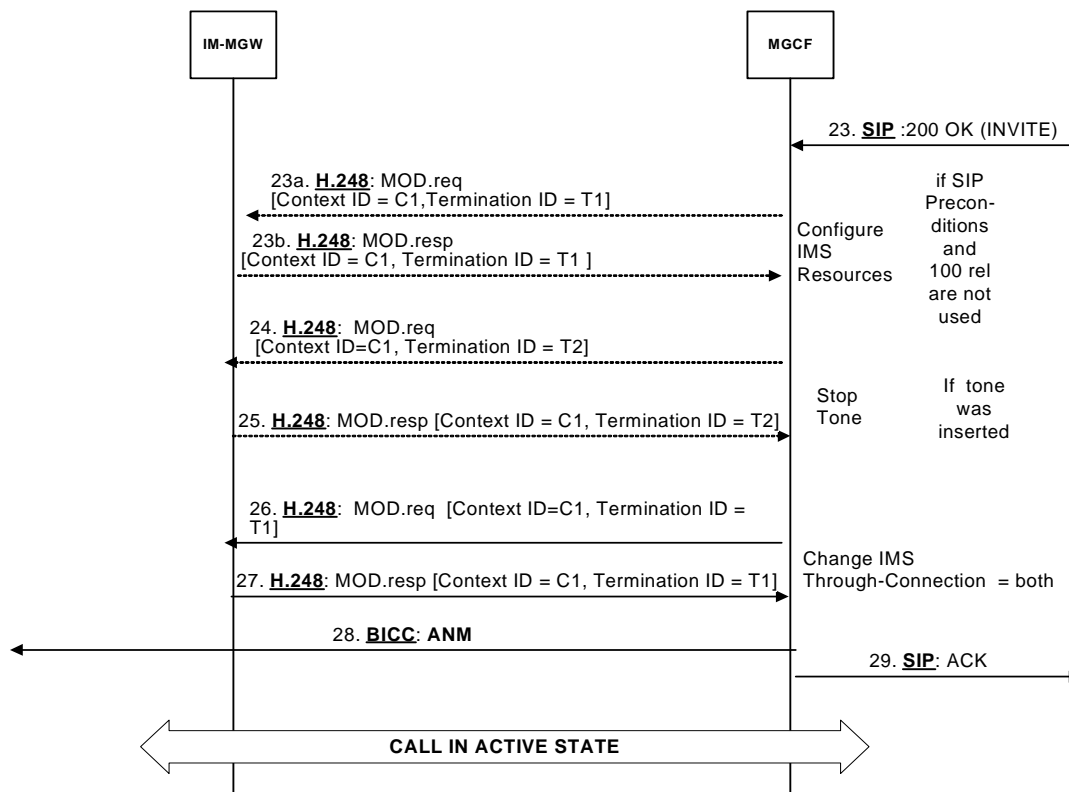 IM-MGW
MGCF
23. SIP :200 OK (INVITE)
23a. H.248: MOD.req
[Context ID = C1,Termination ID = T1]
if SIP
Precon-
ditions
and
100 rel
are not
used
Configure
IMS
Resources
23b. H.248: MOD.resp
[Context ID = C1, Termination ID = T1 ]
24. H.248:  MOD.req
[Context ID=C1, Termination ID = T2]
Stop
Tone
If  tone
was
inserted
25. H.248: MOD.resp [Context ID = C1, Termination ID = T2]
26. H.248:  MOD.req  [Context ID=C1, Termination ID =
T1]
Change IMS
Through-Connection  = both
27. H.248: MOD.resp [Context ID = C1, Termination ID = T1]
28. BICC: ANM
29. SIP: ACK
CALL IN ACTIVE STATE